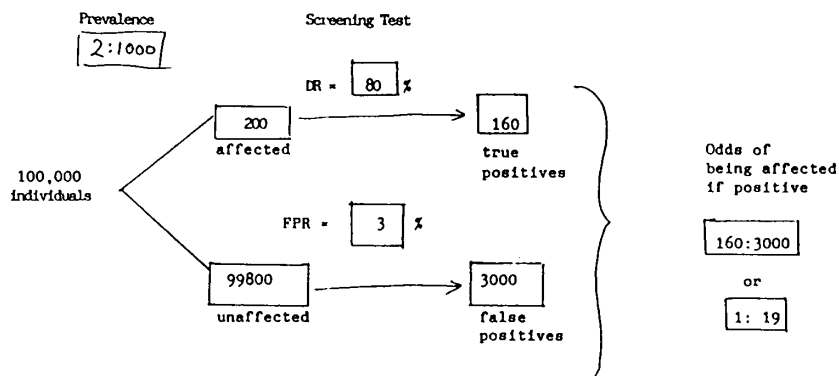 Prevalence
2:1000
Screening Test
DR = 80 %
200
affected
160
true
positives
100,000
individuals
FPR = 3 %
99800
unaffected
3000
false
positives
Odds of
being affected
if positive
160:3000
or
1: 19